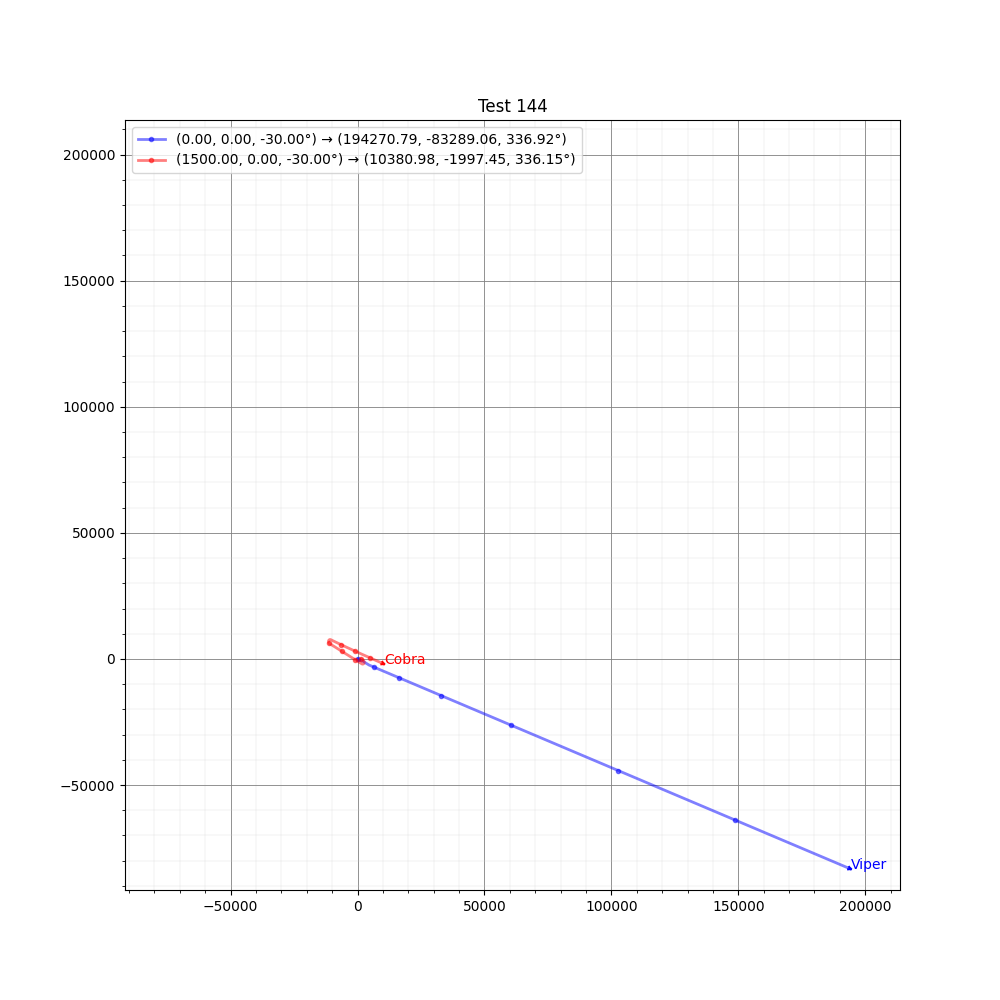 Test 144
(0.00, 0.00, -30.00°) → (194270.79, -83289.06, 336.92°)
(1500.00, 0.00, -30.00°) → (10380.98, -1997.45, 336.15°)
200000
150000
100000
50000
0
−50000
Cobra
Viper
−50000 0 50000 100000 150000 200000